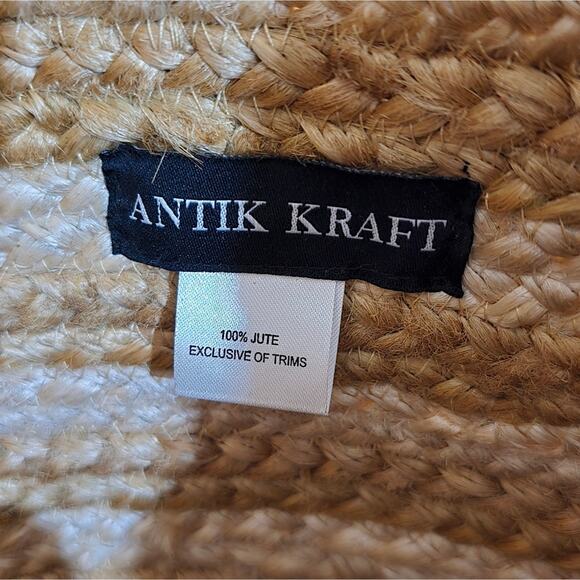 ANTIK KRAFT
100% JUTE
EXCLUSIVE OF TRIMS